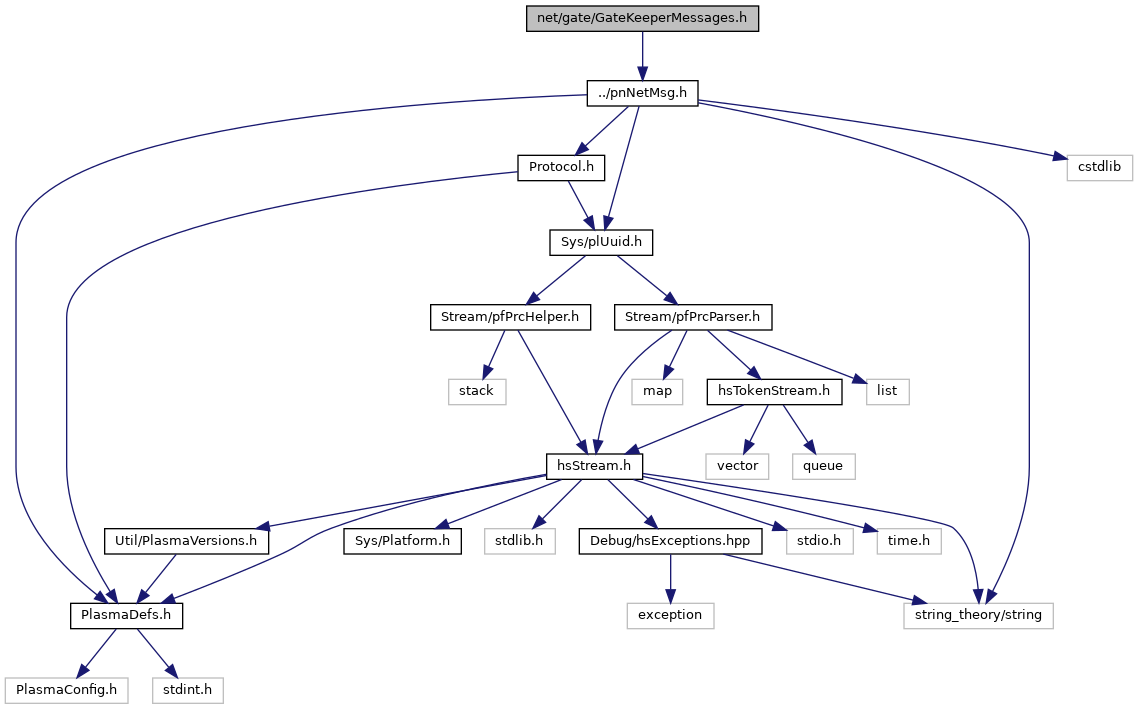 net/gate/GateKeeperMessages.h
../pnNetMsg.h
Protocol.h
cstdlib
Sys/plUuid.h
Stream/pfPrcHelper.h
Stream/pfPrcParser.h
stack
map
hsTokenStream.h
list
hsStream.h
vector
queue
Util/PlasmaVersions.h
Sys/Platform.h
stdlib.h
Debug/hsExceptions.hpp
stdio.h
time.h
PlasmaDefs.h
exception
string_theory/string
PlasmaConfig.h
stdint.h